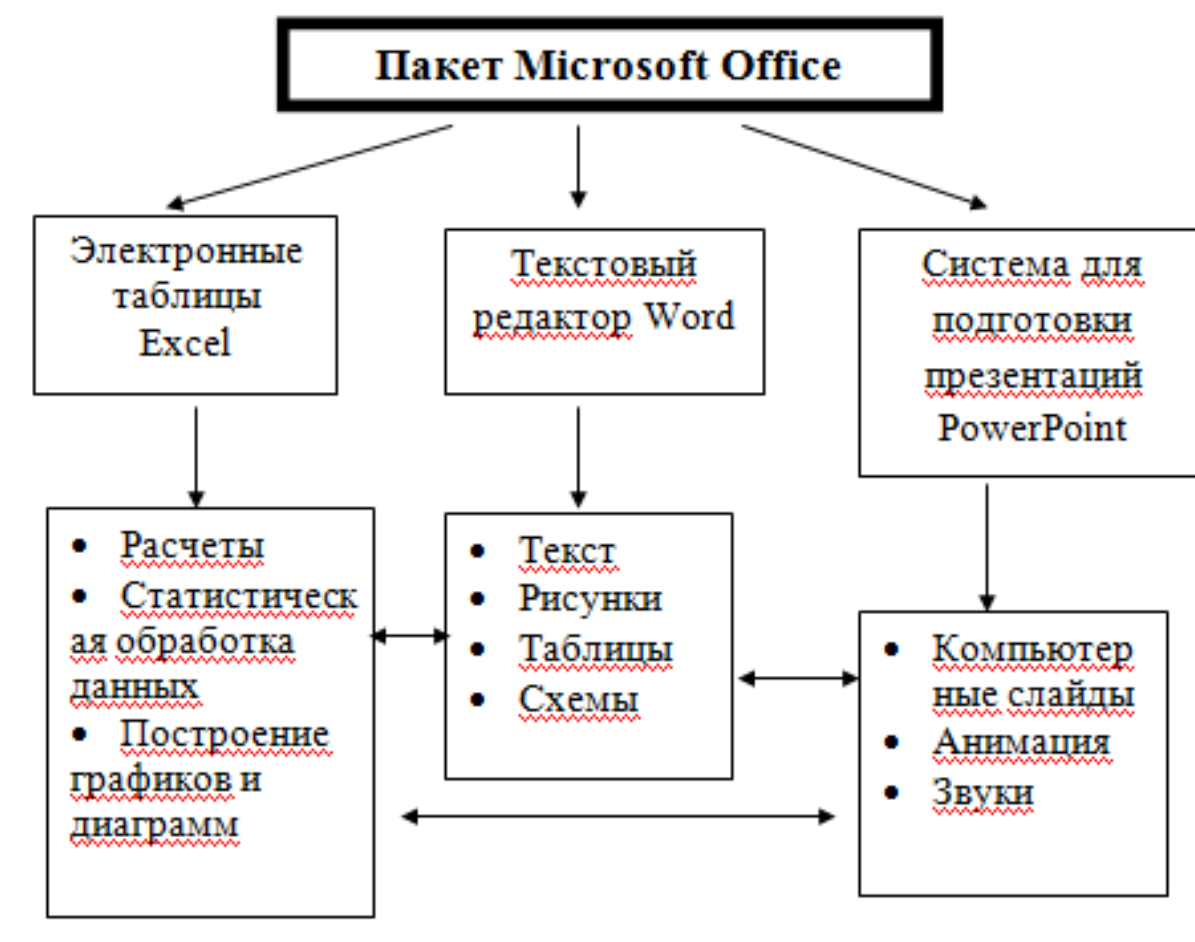 Пакет Microsoft Office
Электронные
таблицы
Excel
Текстовый
редактор Word
Система для
подготовки
презентаций
PowerPoint
• Расчеты
• Статистическ
ая обработка
данных
• Построение
графиков и
диаграмм
• Текст
• Рисунки
• Таблицы
• Схемы
• Компьютер
ные слайды
• Анимация
• Звуки